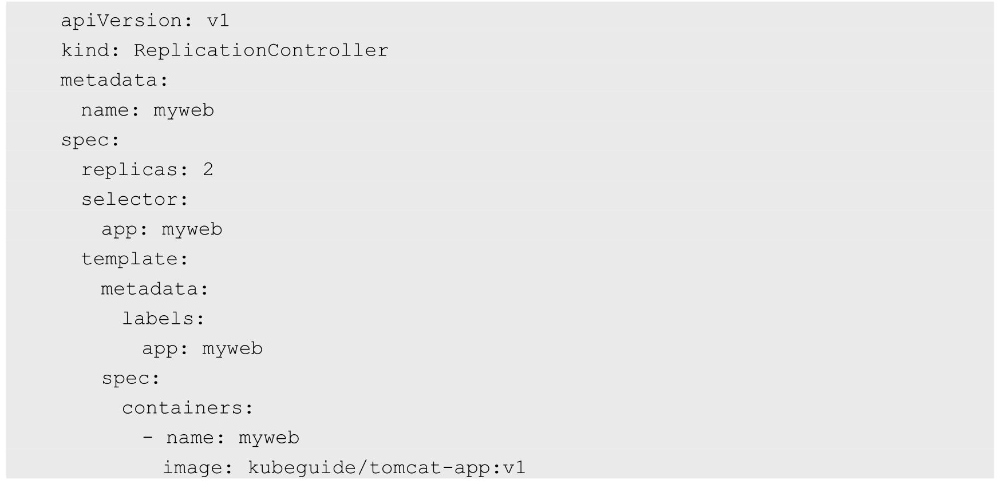 apiVersion: v1
kind: ReplicationController
metadata:
  name: myweb
spec:
  replicas: 2
  selector:
    app: myweb
  template:
    metadata:
      labels:
        app: myweb
    spec:
      containers:
        - name: myweb
          image: kubeguide/tomcat-app:v1